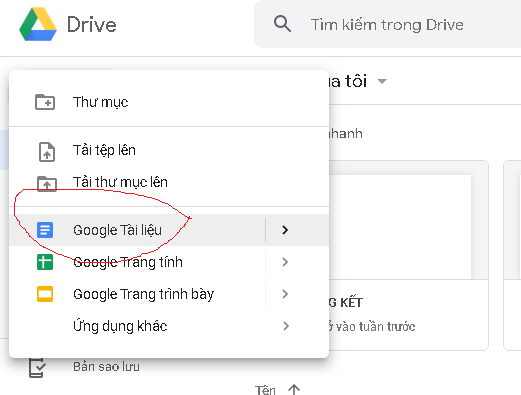 Drive
Tìm kiếm trong Drive
Thư mục
a tôi
Tải tệp lên
nhanh
Tải thư mục lên
Google Tài liệu
Google Trang tính
Google Trang trình bày
G KẾT
Ứng dụng khác
ở vào tuần trước
Bản sao lưu
Tên